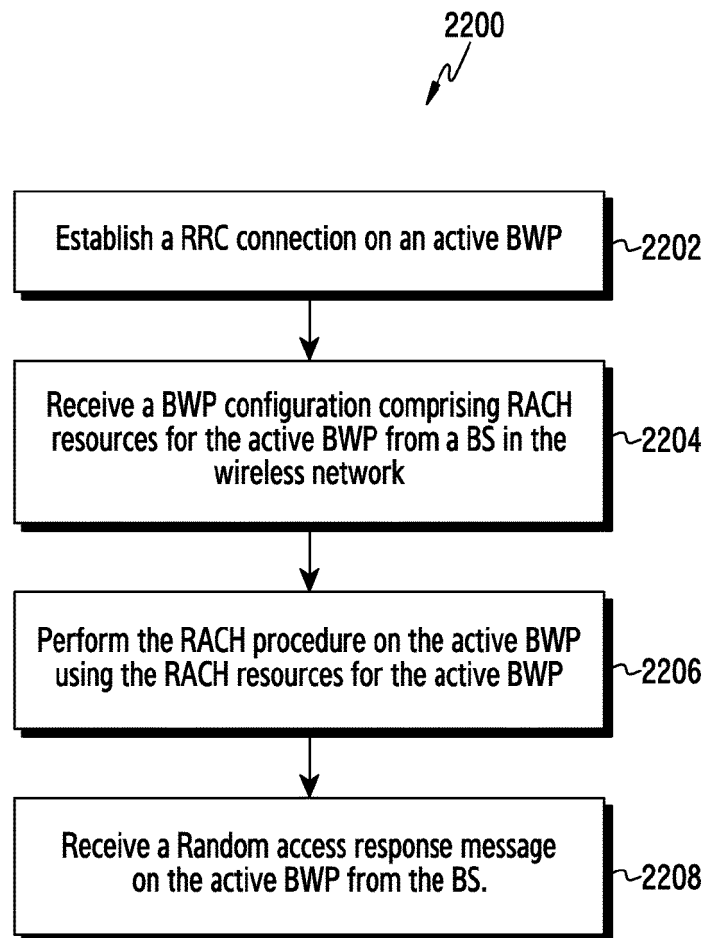 2200
Establish a RRC connection on an active BWP
2202
Receive a BWP configuration comprising RACH
resources for the active BWP from a BS in the
wireless network
2204
Perform the RACH procedure on the active BWP
using the RACH resources for the active BWP
2206
Receive a Random access response message
on the active BWP from the BS.
2208